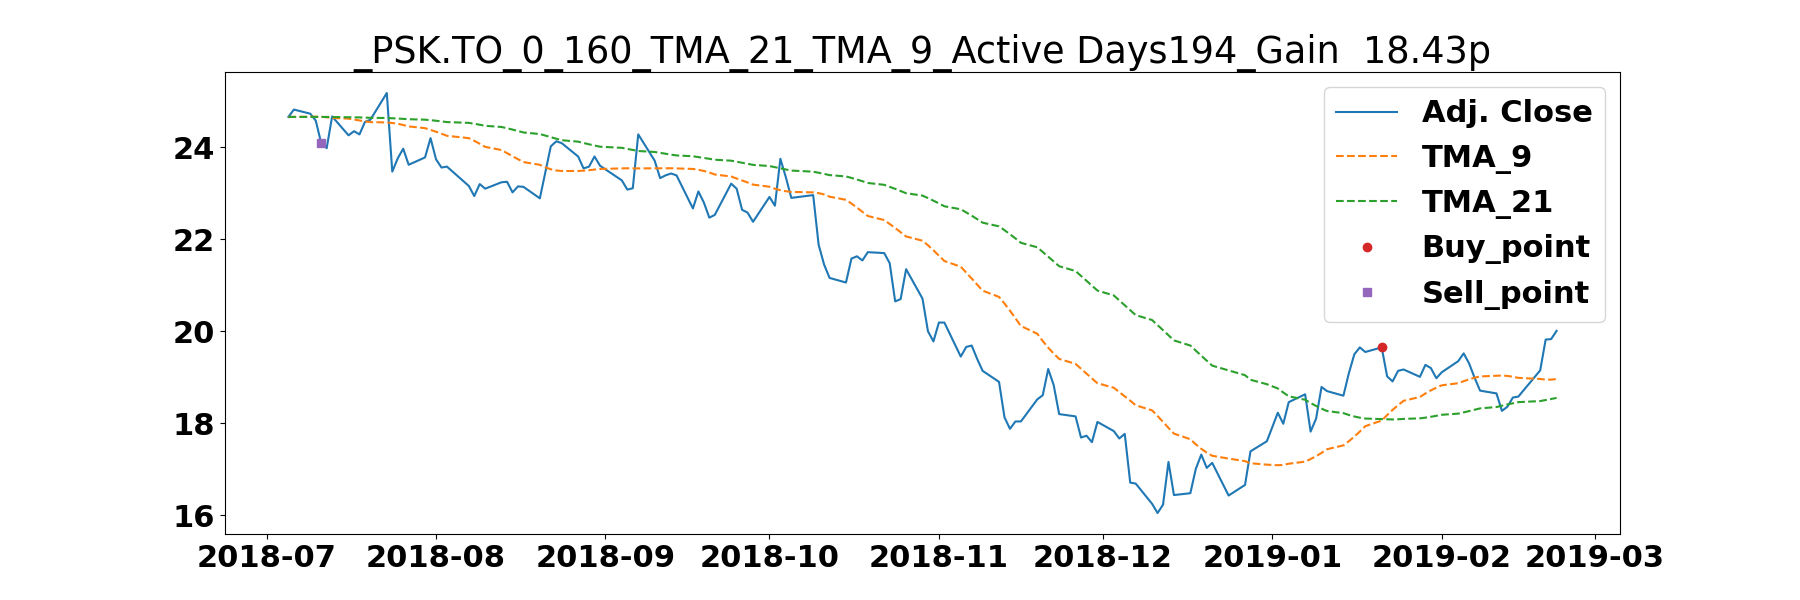 _PSK.TO_0_160_TMA_21_TMA_9_Active Days194_Gain  18.43p
Adj. Close
TMA_9
TMA_21
Buy_point
Sell_point
24
22
20
18
16
2018-07 2018-08 2018-09 2018-10 2018-11 2018-12 2019-01 2019-02 2019-03